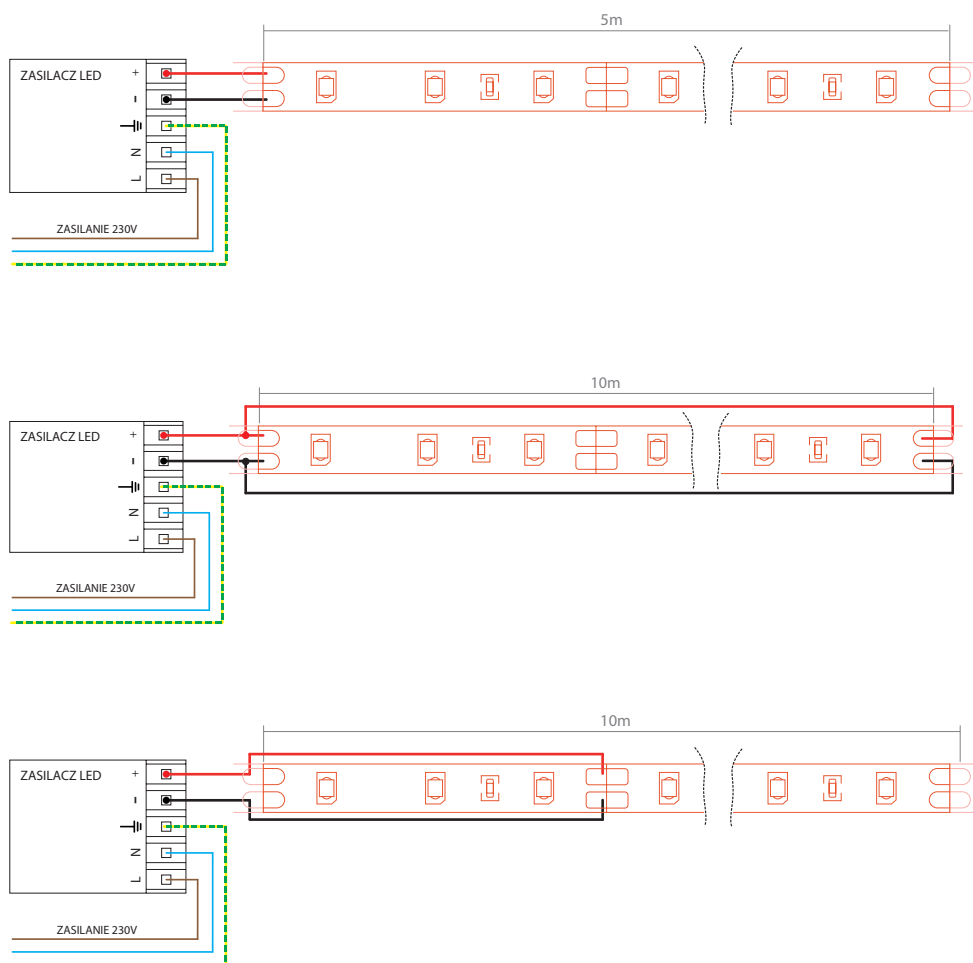 5m
ZASILACZ LED
+
-
N
L
ZASILANIE 230V
10m
ZASILACZ LED
+
-
N
L
ZASILANIE 230V
10m
ZASILACZ LED
+
-
N
L
ZASILANIE 230V